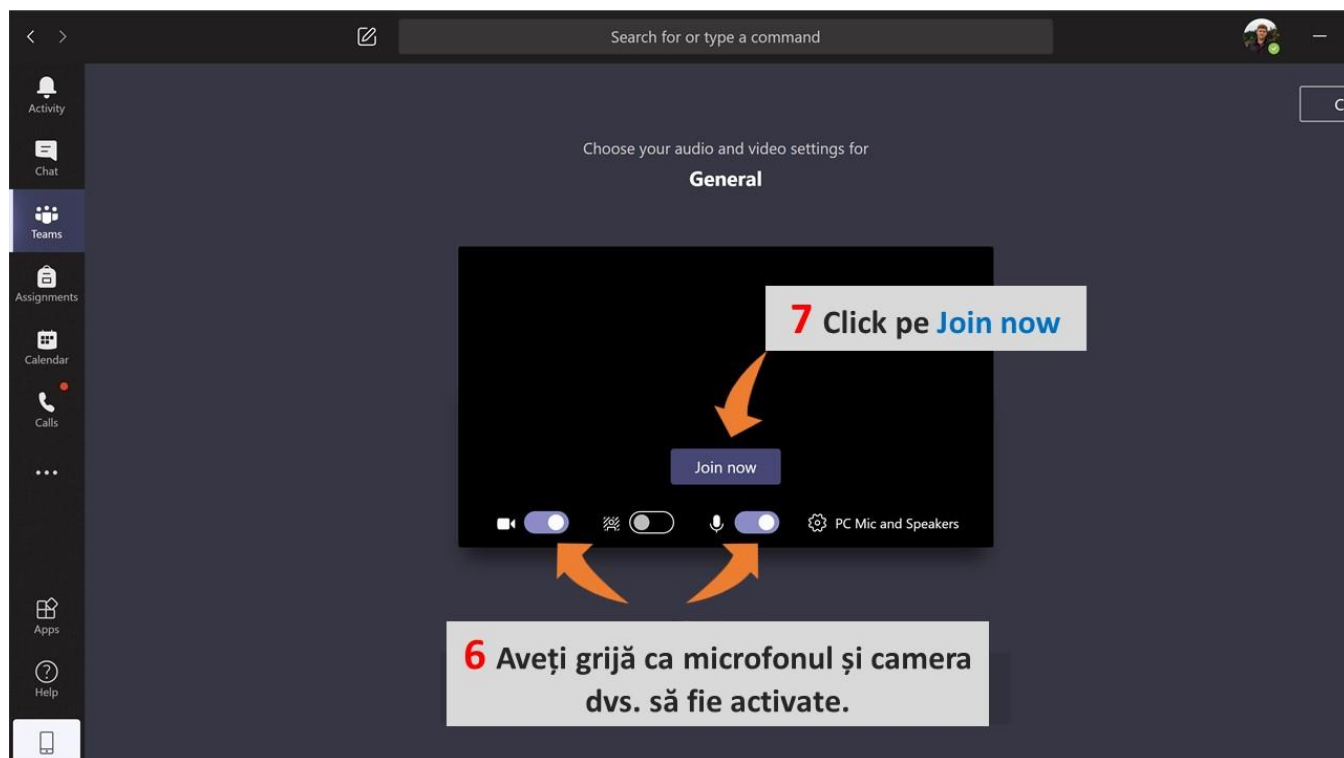 Search for or type a command
Activity
Chat
Teams
Assignments
Calendar
Calls
Apps
Help
Choose your audio and video settings for
General
7 Click pe Join now
Join now
PC Mic and Speakers
6 Aveți grijă ca microfonul și camera
dvs. să fie activate.